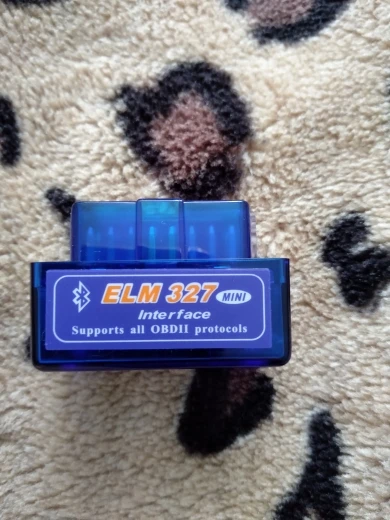 ELM 327 MINI
Interface
Supports all OBDII protocols